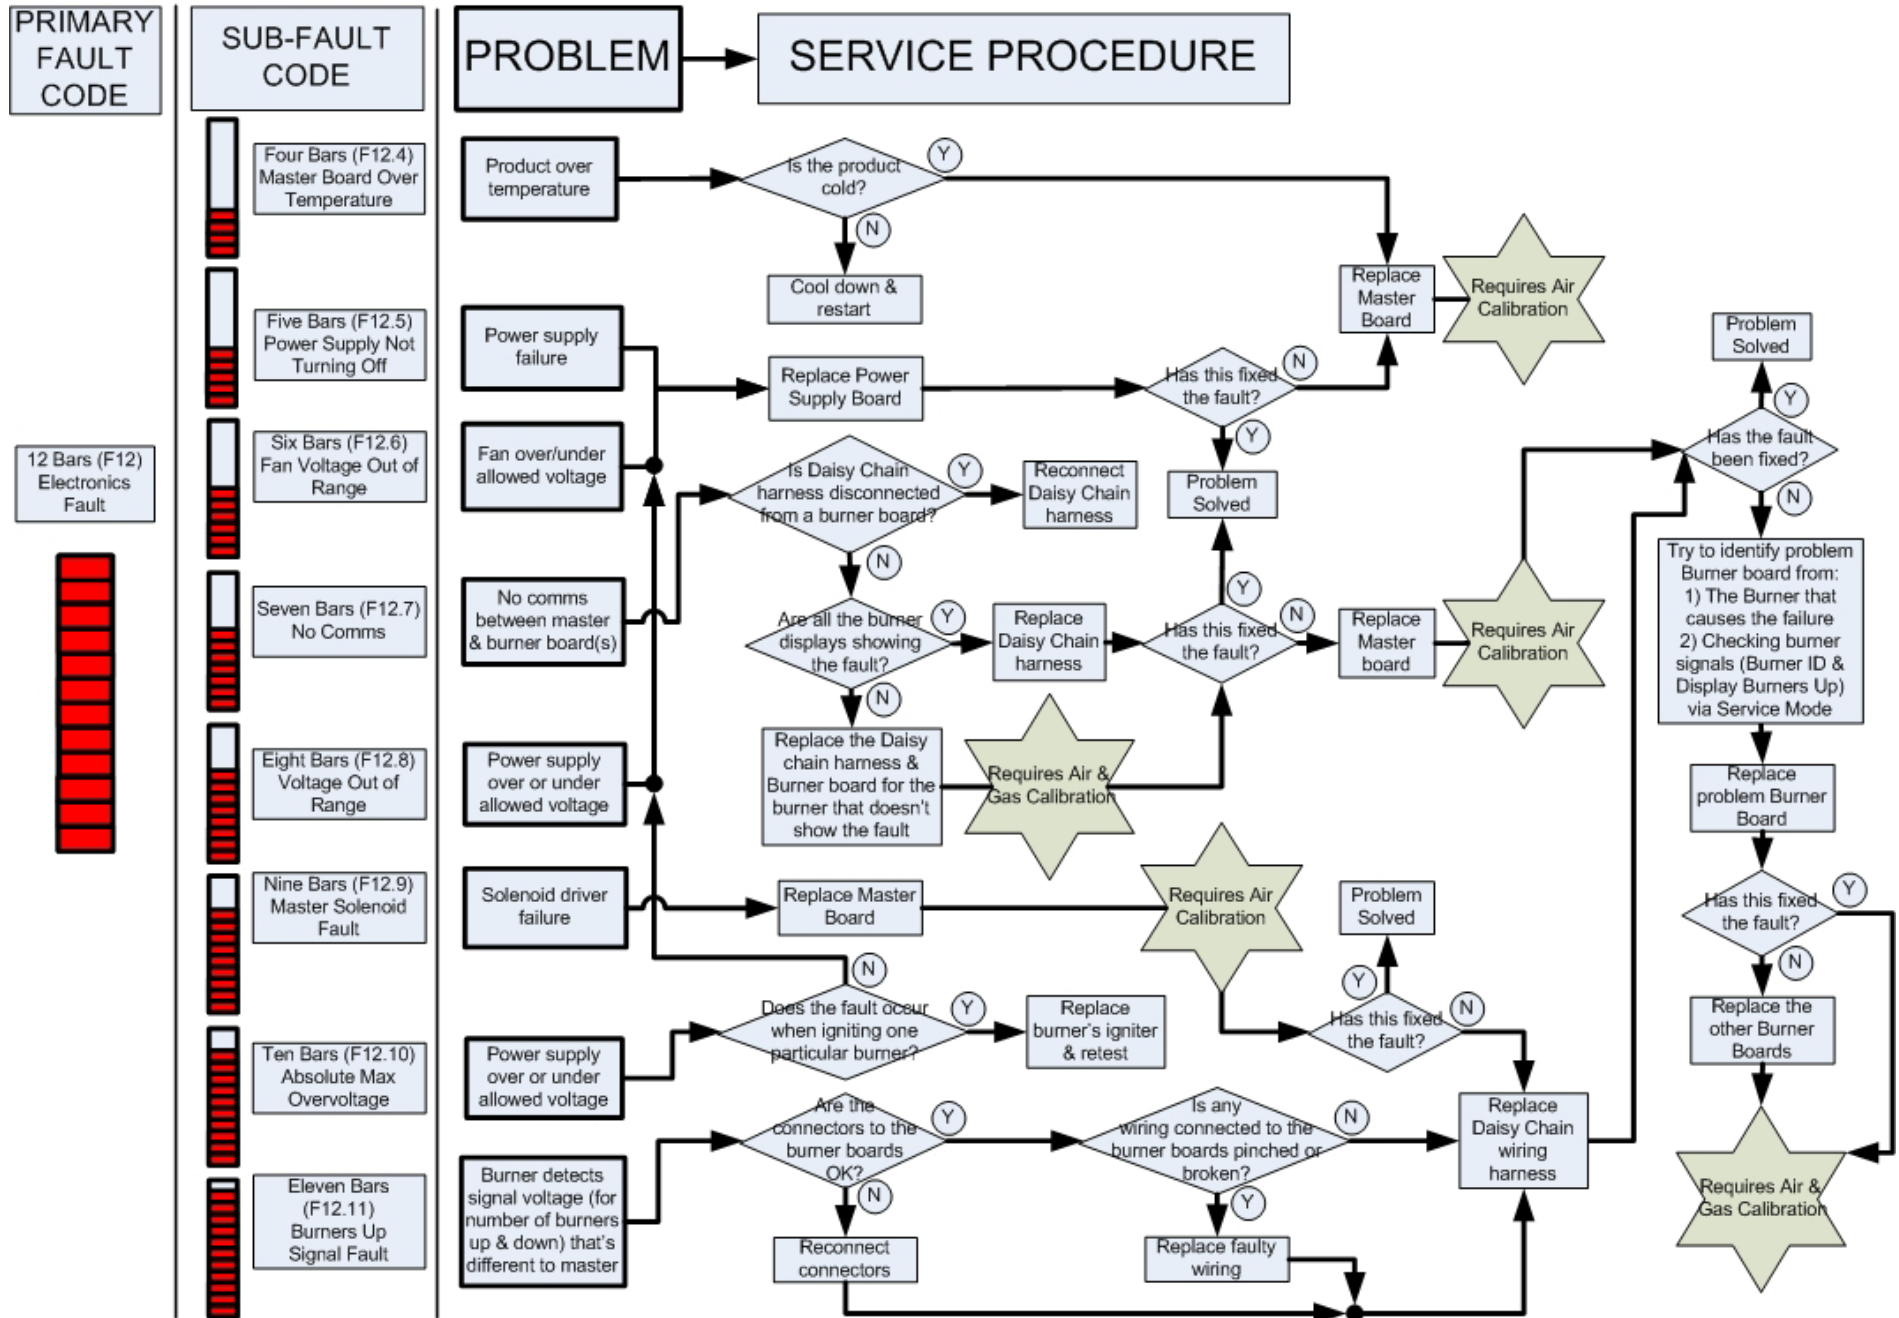 PRIMARY
FAULT
CODE
SUB-FAULT
CODE
PROBLEM
SERVICE PROCEDURE
12 Bars (F12)
Electronics
Fault
Four Bars (F12.4)
Master Board Over
Temperature
Five Bars (F12.5)
Power Supply Not
Turning Off
Six Bars (F12.6)
Fan Voltage Out of
Range
Seven Bars (F12.7)
No Comms
Eight Bars (F12.8)
Voltage Out of
Range
Nine Bars (F12.9)
Master Solenoid
Fault
Ten Bars (F12.10)
Absolute Max
Overvoltage
Eleven Bars
(F12.11)
Burners Up
Signal Fault
Product over
temperature
Is the product
cold?
Y
N
Cool down &
restart
Replace
Master
Board
Requires Air
Calibration
Power supply
failure
Replace Power
Supply Board
Has this fixed
the fault?
N
Y
Problem
Solved
Fan over/under
allowed voltage
No comms
between master
& burner board(s)
Is Daisy Chain
harness disconnected
from a burner board?
Y
Reconnect
Daisy Chain
harness
N
Are all the burner
displays showing
the fault?
Y
Replace
Daisy Chain
harness
Has this fixed
the fault?
Y
N
Replace
Master
board
Requires Air
Calibration
N
Replace the Daisy
chain harness &
Burner board for the
burner that doesn't
show the fault
Requires Air &
Gas Calibration
Power supply
over or under
allowed voltage
Solenoid driver
failure
Replace Master
Board
Requires Air
Calibration
Has this fixed
the fault?
Y
Problem
Solved
N
Power supply
over or under
allowed voltage
Does the fault occur
when igniting one
particular burner?
N
Y
Replace
burner's igniter
& retest
Burner detects
signal voltage (for
number of burners
up & down) that's
different to master
Are the
connectors to the
burner boards
OK?
Y
N
Reconnect
connectors
Is any
wiring connected to the
burner boards pinched or
broken?
N
Y
Replace faulty
wiring
Replace
Daisy Chain
wiring
harness
Problem
Solved
Y
Has the fault
been fixed?
N
Try to identify problem
Burner board from:
1) The Burner that
causes the failure
2) Checking burner
signals (Burner ID &
Display Burners Up)
via Service Mode
Replace
problem Burner
Board
Has this fixed
the fault?
Y
N
Replace the
other Burner
Boards
Requires Air &
Gas Calibration